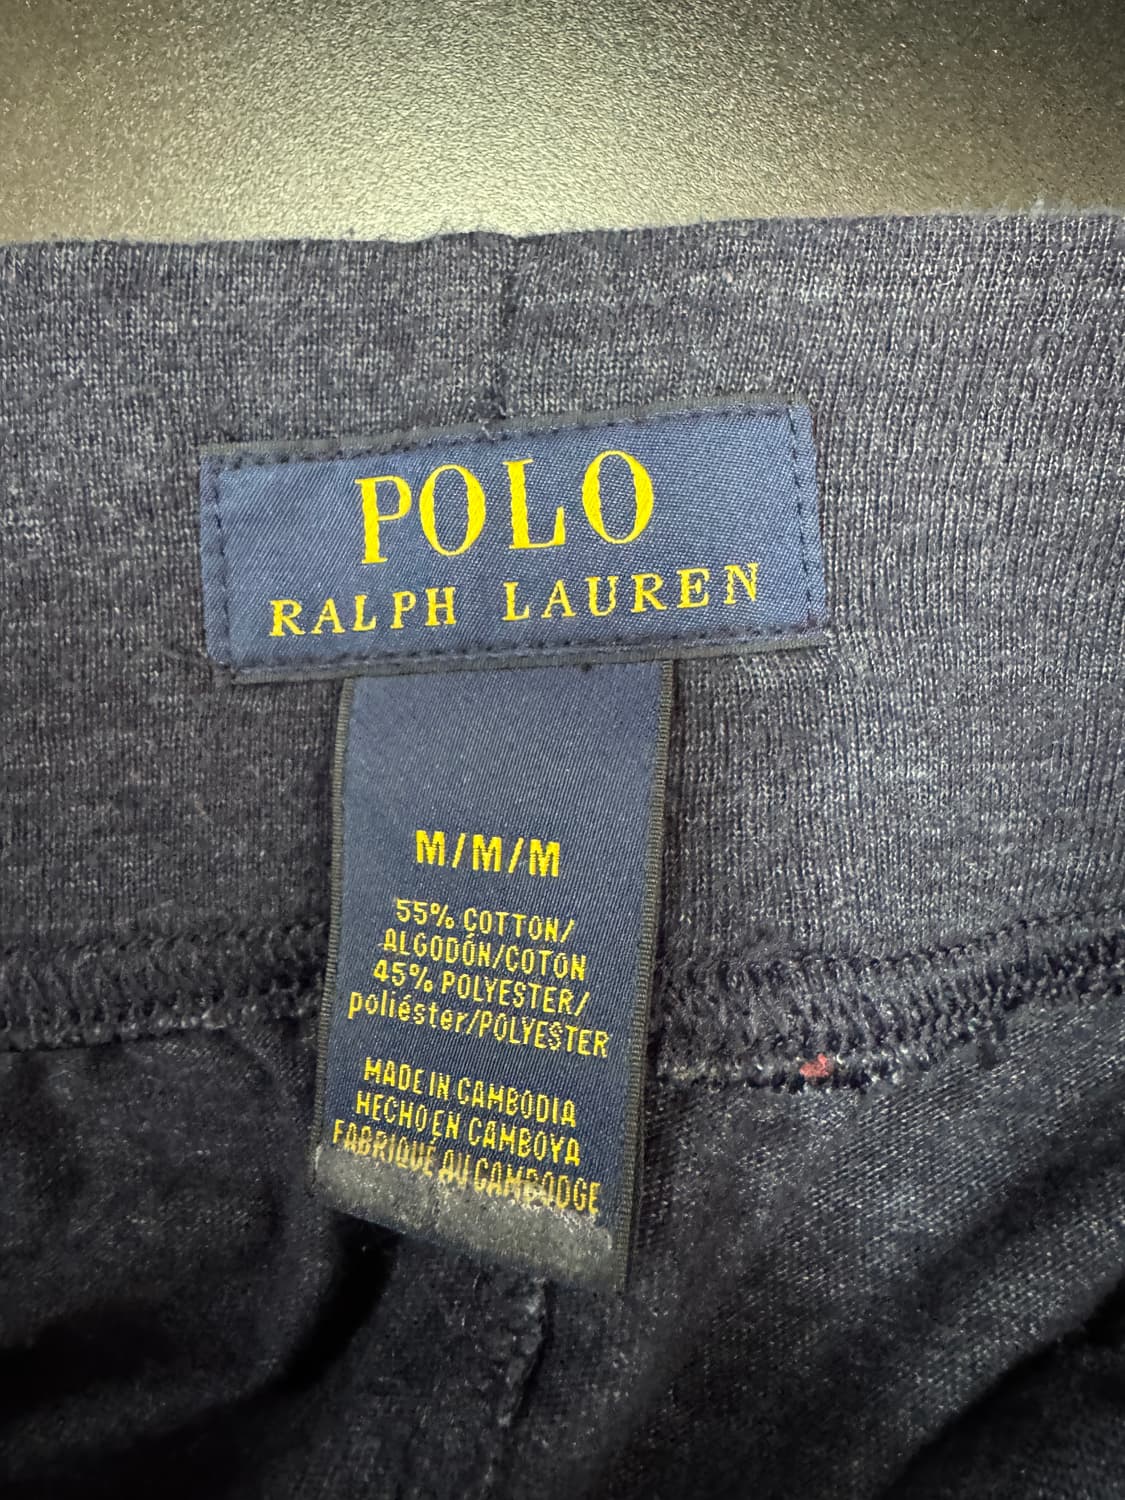 POLO
RALPH LAUREN
M/M/M
55% COTTON/
ALGODÓN/COTON
45% POLYESTER/
poliéster/POLYESTER
MADE IN CAMBODIA
HECHO EN CAMBOYA
FABRIQUÉ AU CAMBODGE